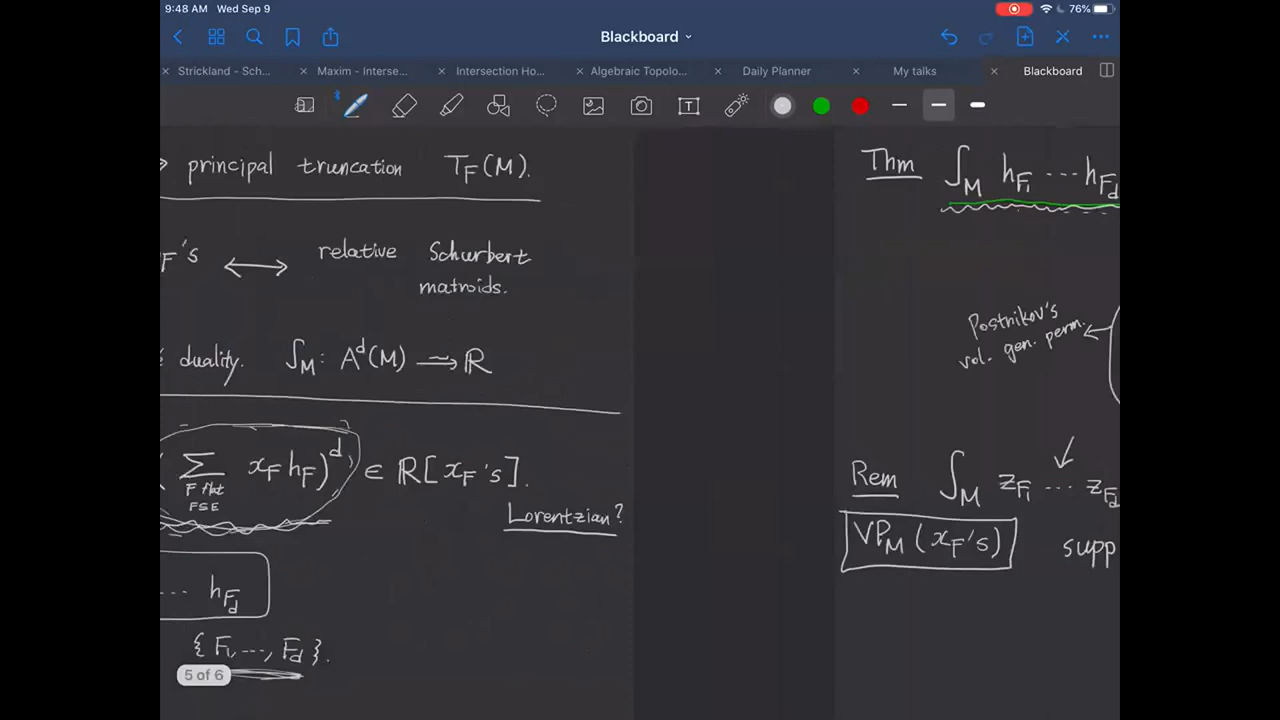 9:48 AM Wed Sep 9
76%
Blackboard
Strickland - Sch...
Maxim - Interse...
Intersection Ho...
Algebraic Topolo...
Daily Planner
My talks
Blackboard
principal truncation T_F(M).
F's ⟷ relative Schurbert
matroids.
duality. ∫_M : A^d(M) ⟶ ℝ
∑ x_F h_F)^d ∈ ℝ[x_F's].
F flat
F⊆E
Lorentzian?
... h_{F_d}
{F_1, ..., F_d}.
5 of 6
Thm ∫_M h_{F_1} ... h_{F_d}
Postnikov's
vol. gen. perm.
Rem ∫_M z_{F_1} ... z_{F_d}
VP_M (x_F's) supp